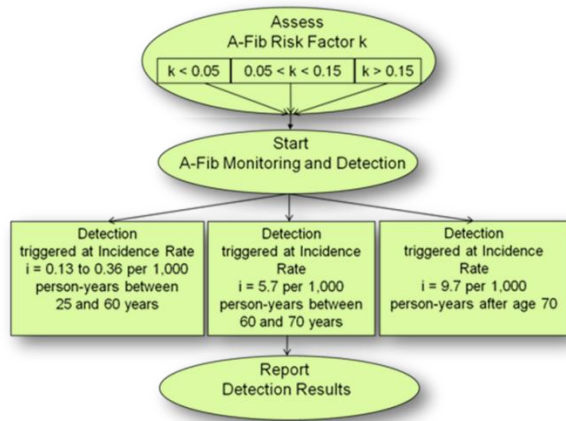 Assess
A-Fib Risk Factor k
k < 0.05 0.05 < k < 0.15 k > 0.15
Start
A-Fib Monitoring and Detection
Detection
triggered at Incidence Rate
i = 0.13 to 0.36 per 1,000
person-years between
25 and 60 years
Detection
triggered at Incidence
Rate
i = 5.7 per 1,000
person-years between
60 and 70 years
Detection
triggered at Incidence
Rate
i = 9.7 per 1,000
person-years after age 70
Report
Detection Results